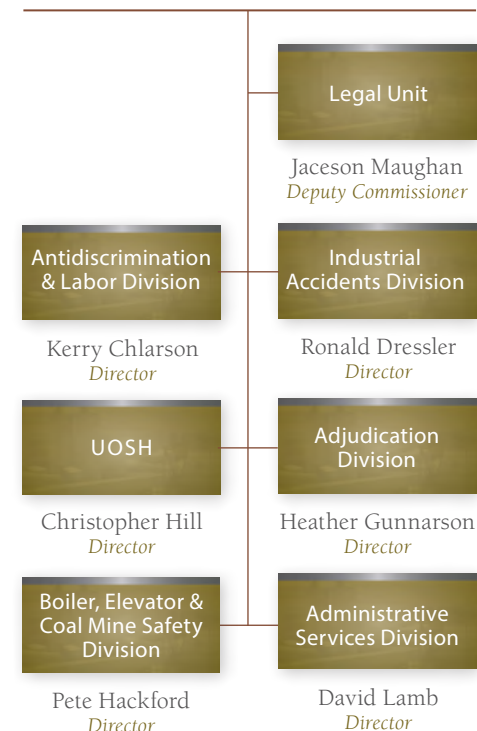 Legal Unit
Jaceson Maughan
Deputy Commissioner
Antidiscrimination
& Labor Division
Kerry Chlarson
Director
Industrial
Accidents Division
Ronald Dressler
Director
UOSH
Christopher Hill
Director
Adjudication
Division
Heather Gunnarson
Director
Boiler, Elevator &
Coal Mine Safety
Division
Pete Hackford
Director
Administrative
Services Division
David Lamb
Director